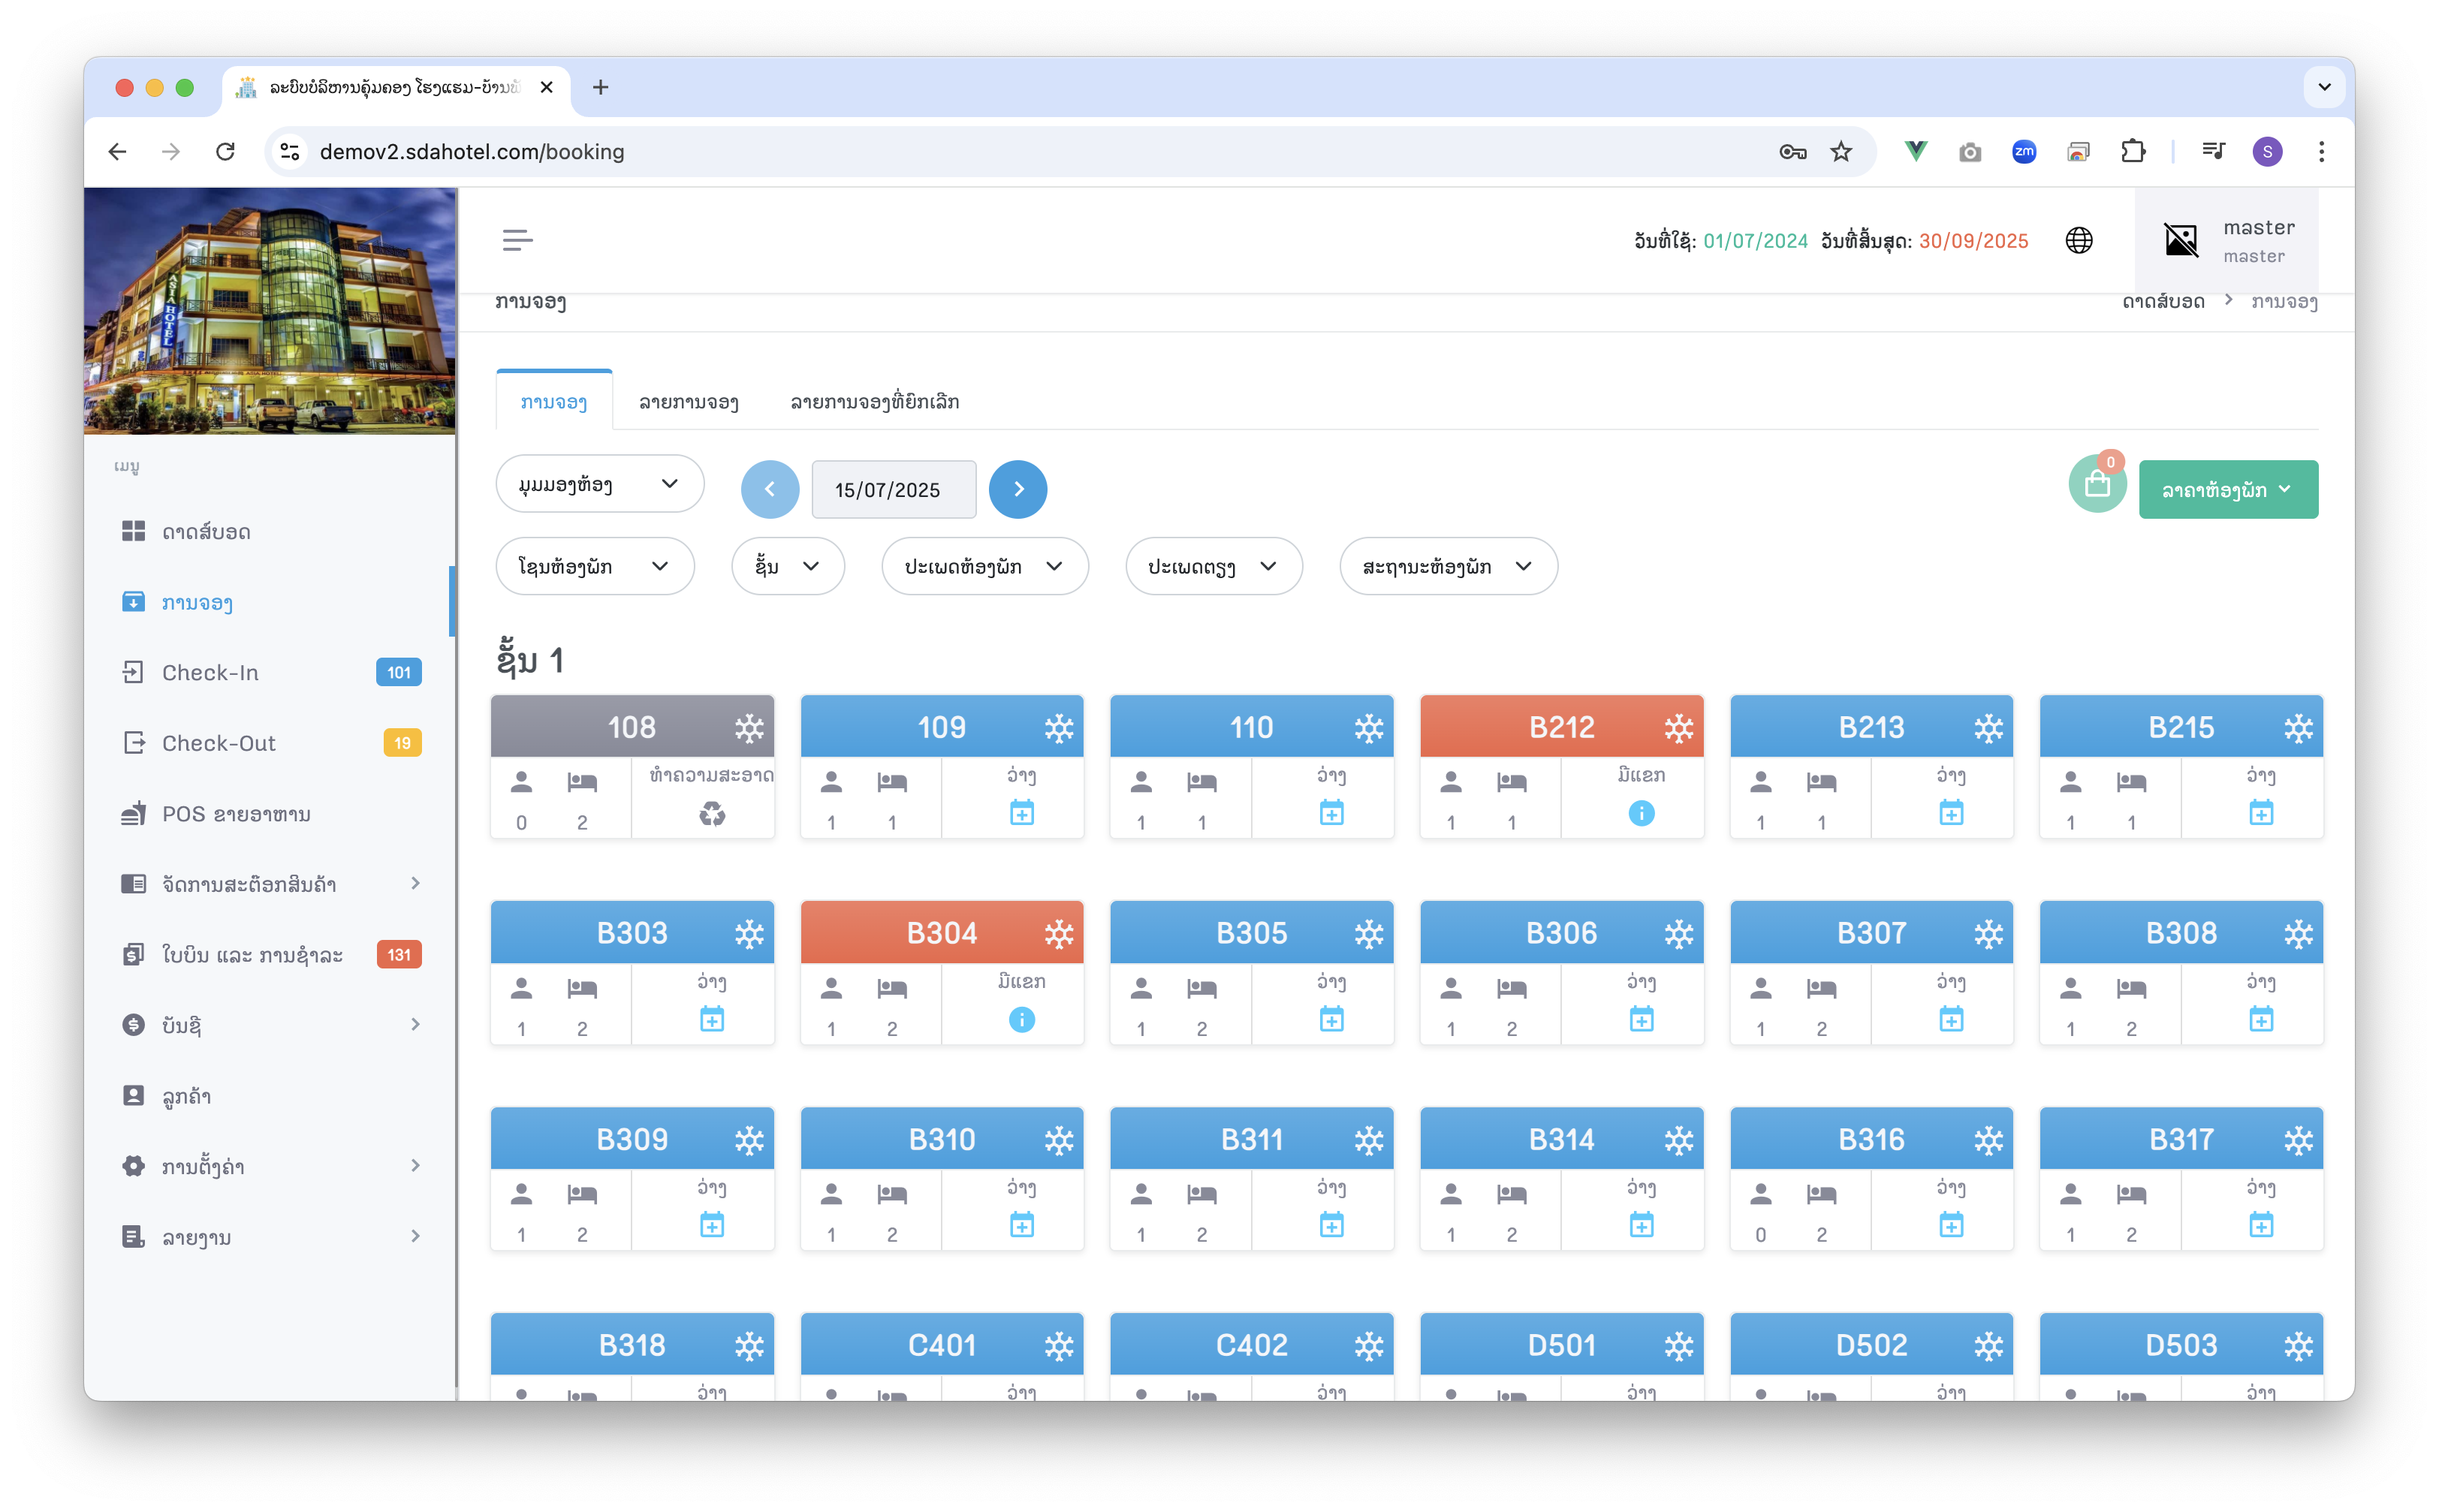 ລະບົບບໍລິຫານຄຸ້ມຄອງ ໂຮງແຮມ-ບ້ານພັ
demov2.sdahotel.com/booking
zm
S
ASIA HOTEL
ວັນທີ່ໃຊ້: 01/07/2024 ວັນທີ່ສິ້ນສຸດ: 30/09/2025
master
master
ການຈອງ
ດາດສ໌ບອດ > ການຈອງ
ເມນູ
ດາດສ໌ບອດ
ການຈອງ
Check-In 101
Check-Out 19
POS ຂາຍອາຫານ
ຈັດການສະຕ໊ອກສິນຄ້າ
ໃບບິນ ແລະ ການຊຳລະ 131
ບັນຊີ
ລູກຄ້າ
ການຕັ້ງຄ່າ
ລາຍງານ
ການຈອງ ລາຍການຈອງ ລາຍການຈອງທີ່ຍົກເລີກ
ມຸມມອງຫ້ອງ 15/07/2025 0 ລາຄາຫ້ອງພັກ
ໂຊນຫ້ອງພັກ ຊັ້ນ ປະເພດຫ້ອງພັກ ປະເພດຕຽງ ສະຖານະຫ້ອງພັກ
ຊັ້ນ 1
108 109 110 B212 B213 B215
ທຳຄວາມສະອາດ ວ່າງ ວ່າງ ມີແຂກ ວ່າງ ວ່າງ
0 2 1 1 1 1 1 1 1 1 1 1
B303 B304 B305 B306 B307 B308
ວ່າງ ມີແຂກ ວ່າງ ວ່າງ ວ່າງ ວ່າງ
1 2 1 2 1 2 1 2 1 2 1 2
B309 B310 B311 B314 B316 B317
ວ່າງ ວ່າງ ວ່າງ ວ່າງ ວ່າງ ວ່າງ
1 2 1 2 1 2 1 2 0 2 1 2
B318 C401 C402 D501 D502 D503
ວ່າງ ວ່າງ ວ່າງ ວ່າງ ວ່າງ ວ່າງ